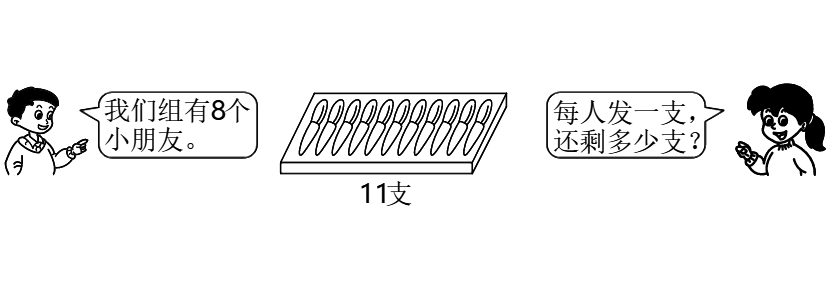 我们组有8个
小朋友。
每人发一支，
还剩多少支？
11支